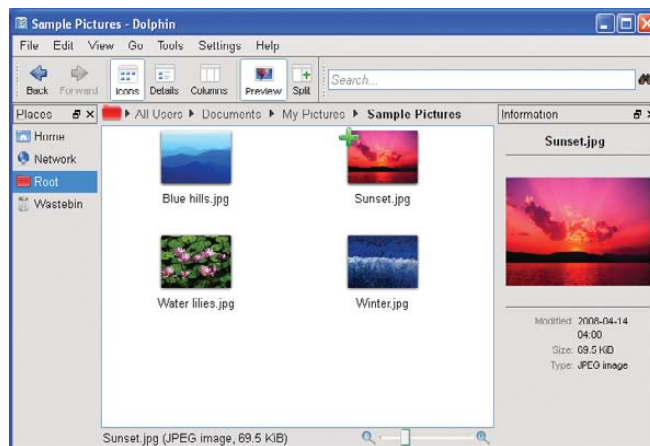 Sample Pictures - Dolphin
File Edit View Go Tools Settings Help
Back Forward Icons Details Columns Preview Split Search...
Places
All Users Documents My Pictures Sample Pictures
Information
Home
Network
Root
Wastebin
Blue hills.jpg
Sunset.jpg
Water lilies.jpg
Winter.jpg
Sunset.jpg
Modified: 2008-04-14
04:00
Size: 69.5 KiB
Type: JPEG image
Sunset.jpg (JPEG image, 69.5 KiB)